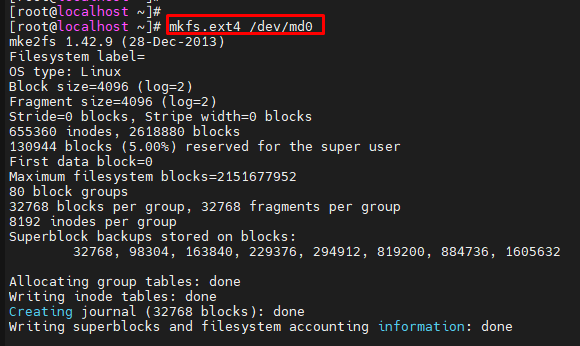 [root@localhost ~]#
[root@localhost ~]# mkfs.ext4 /dev/md0
mke2fs 1.42.9 (28-Dec-2013)
Filesystem label=
OS type: Linux
Block size=4096 (log=2)
Fragment size=4096 (log=2)
Stride=0 blocks, Stripe width=0 blocks
655360 inodes, 2618880 blocks
130944 blocks (5.00%) reserved for the super user
First data block=0
Maximum filesystem blocks=2151677952
80 block groups
32768 blocks per group, 32768 fragments per group
8192 inodes per group
Superblock backups stored on blocks:
        32768, 98304, 163840, 229376, 294912, 819200, 884736, 1605632

Allocating group tables: done
Writing inode tables: done
Creating journal (32768 blocks): done
Writing superblocks and filesystem accounting information: done